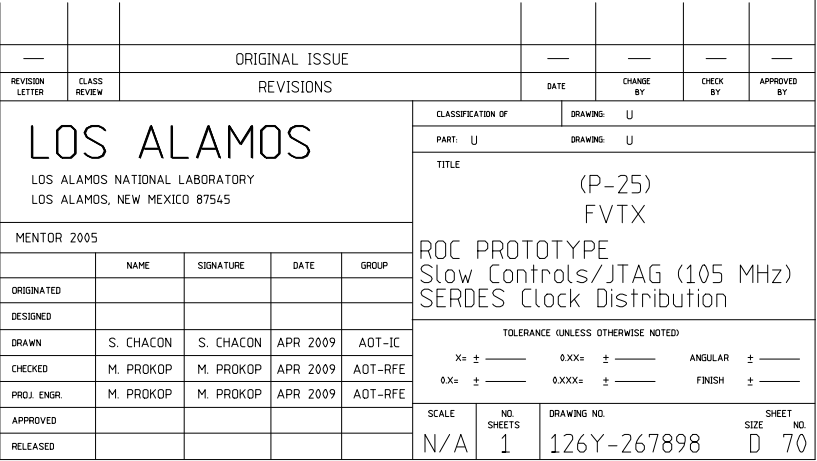 — ORIGINAL ISSUE — — — —
REVISION LETTER CLASS REVIEW REVISIONS DATE CHANGE BY CHECK BY APPROVED BY
LOS ALAMOS
LOS ALAMOS NATIONAL LABORATORY
LOS ALAMOS, NEW MEXICO 87545
CLASSIFICATION OF DRAWING: U
PART: U DRAWING: U
TITLE
(P-25)
FVTX
ROC PROTOTYPE
Slow Controls/JTAG (105 MHz)
SERDES Clock Distribution
MENTOR 2005
NAME SIGNATURE DATE GROUP
ORIGINATED
DESIGNED
DRAWN S. CHACON S. CHACON APR 2009 AOT-IC
CHECKED M. PROKOP M. PROKOP APR 2009 AOT-RFE
PROJ. ENGR. M. PROKOP M. PROKOP APR 2009 AOT-RFE
APPROVED
RELEASED
TOLERANCE (UNLESS OTHERWISE NOTED)
X= ± 0.XX= ± ANGULAR ±
0.X= ± 0.XXX= ± FINISH ±
SCALE NO. SHEETS DRAWING NO. SIZE SHEET NO.
N/A 1 126Y-267898 D 70